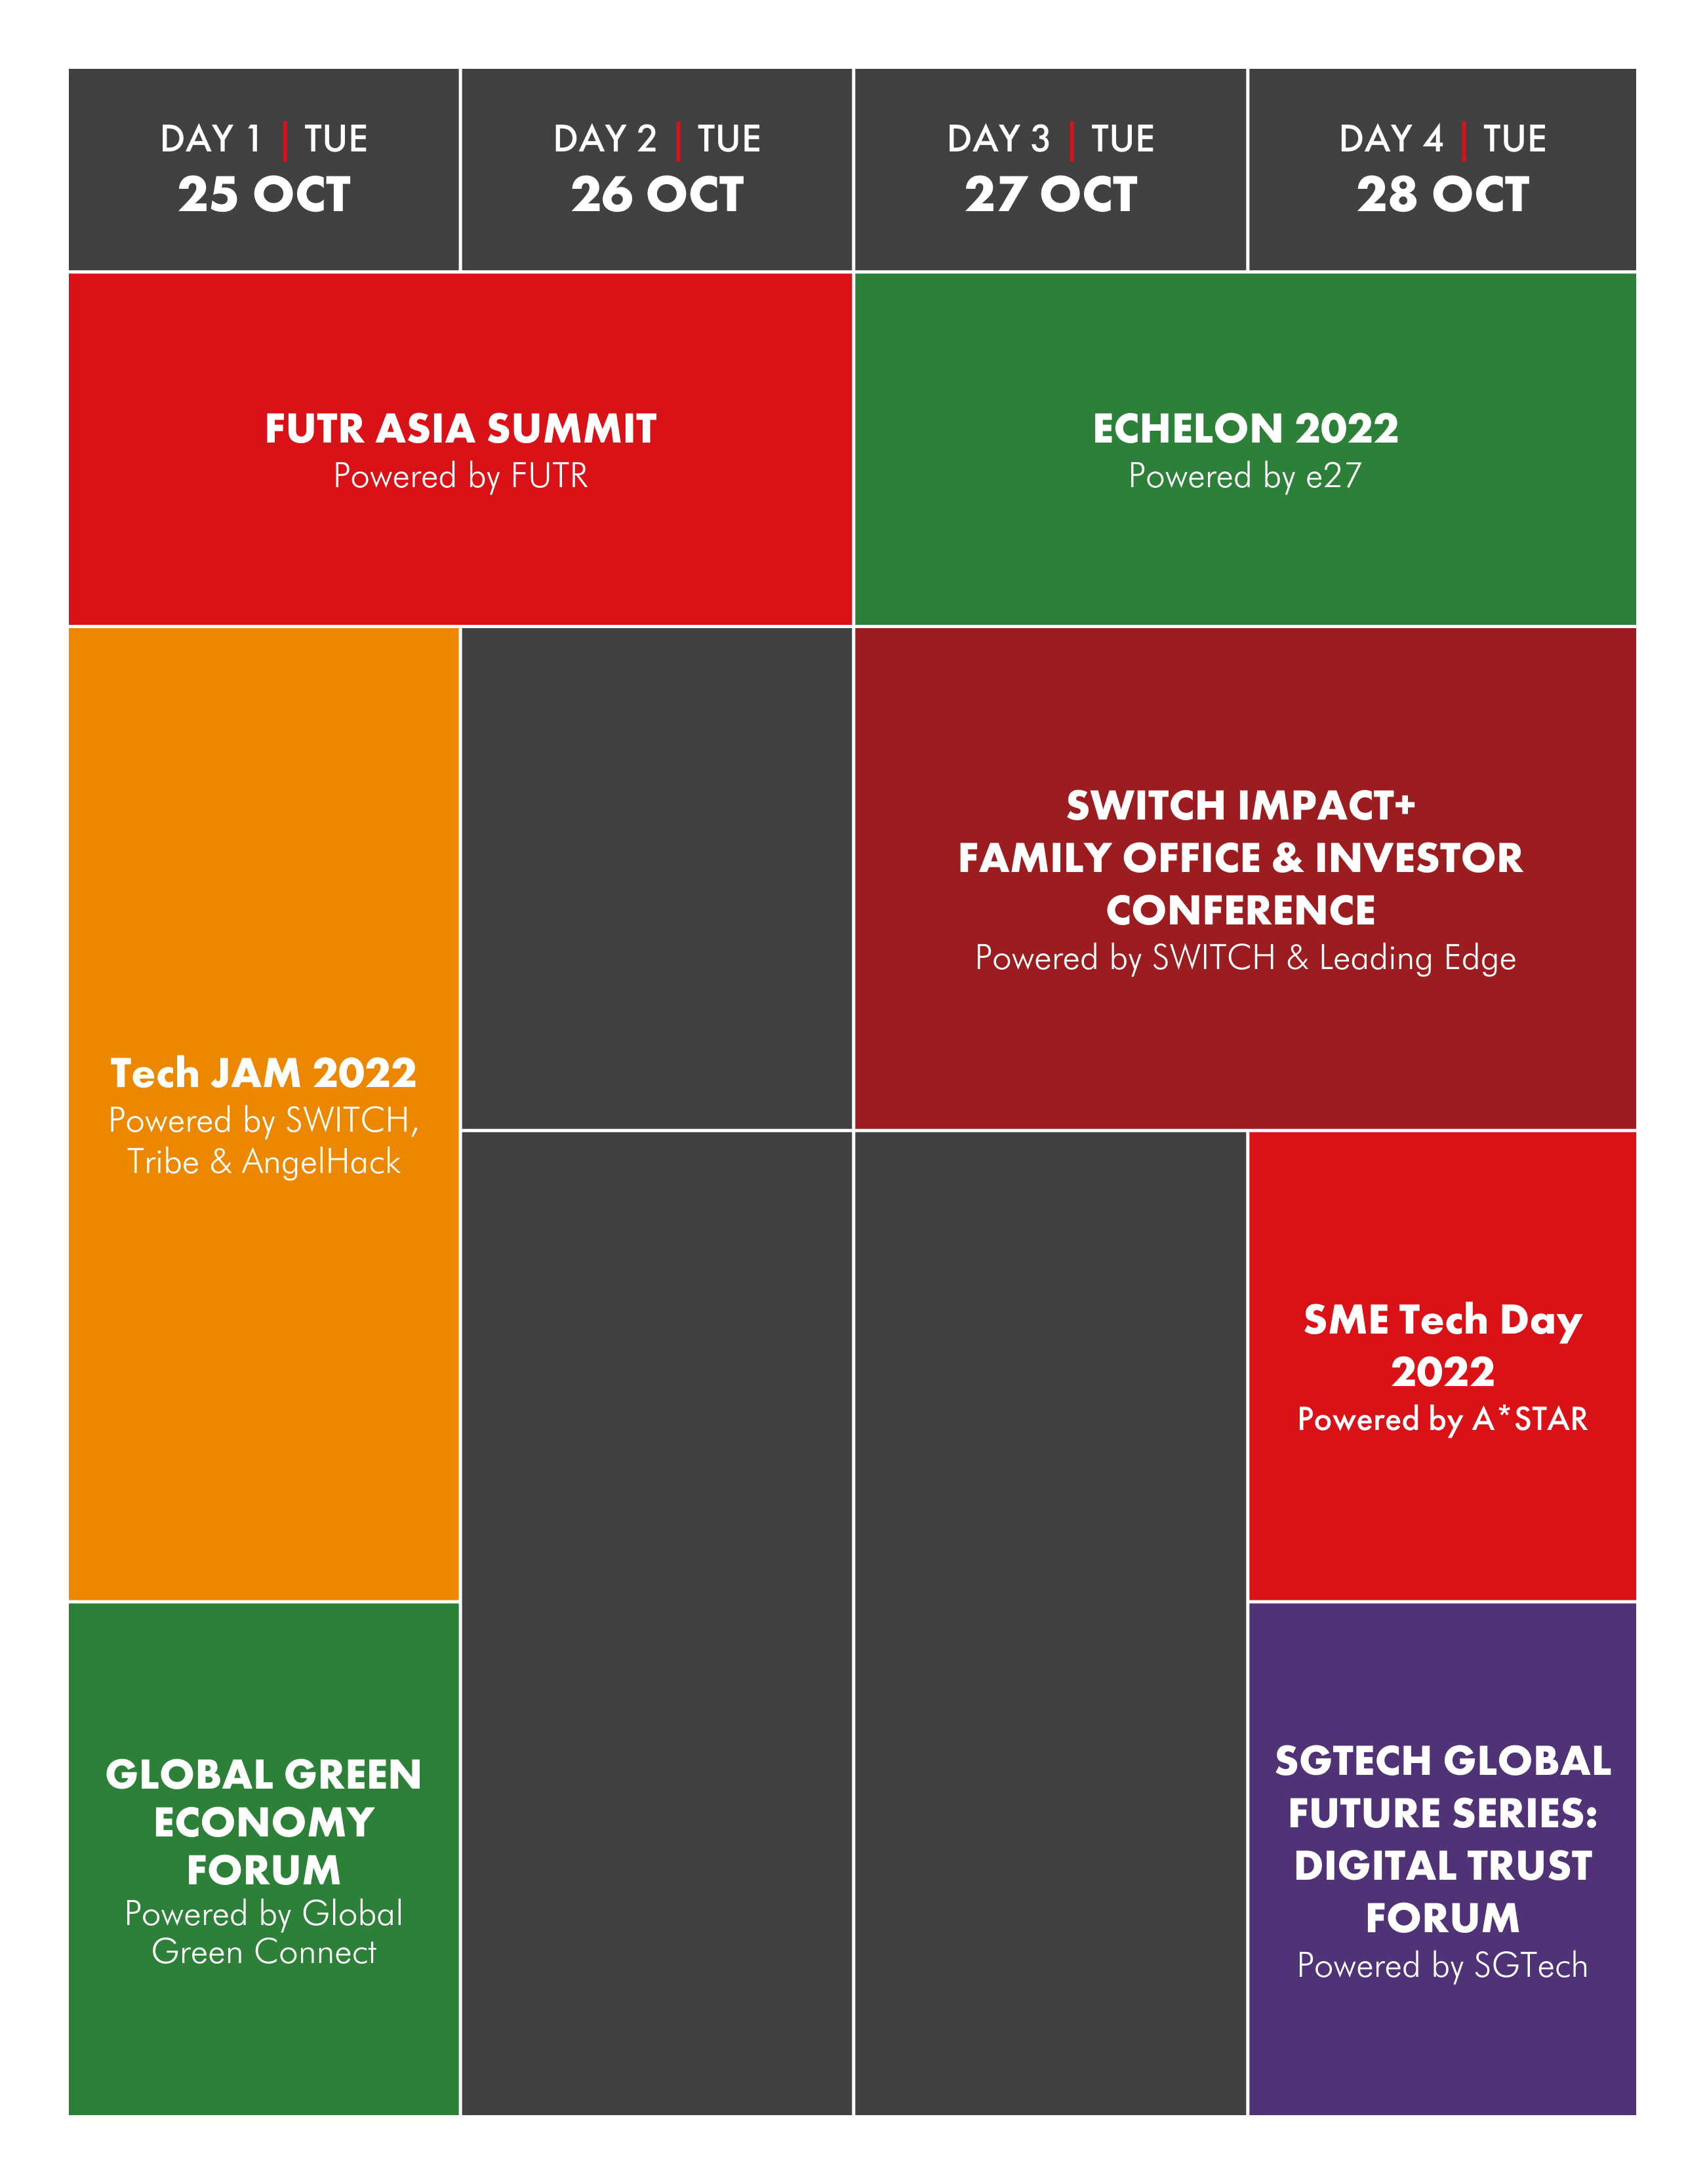 DAY 1 | TUE
25 OCT
DAY 2 | TUE
26 OCT
DAY 3 | TUE
27 OCT
DAY 4 | TUE
28 OCT
FUTR ASIA SUMMIT
Powered by FUTR
ECHELON 2022
Powered by e27
SWITCH IMPACT+
FAMILY OFFICE & INVESTOR
CONFERENCE
Powered by SWITCH & Leading Edge
Tech JAM 2022
Powered by SWITCH,
Tribe & AngelHack
SME Tech Day
2022
Powered by A*STAR
GLOBAL GREEN
ECONOMY
FORUM
Powered by Global
Green Connect
SGTECH GLOBAL
FUTURE SERIES:
DIGITAL TRUST
FORUM
Powered by SGTech